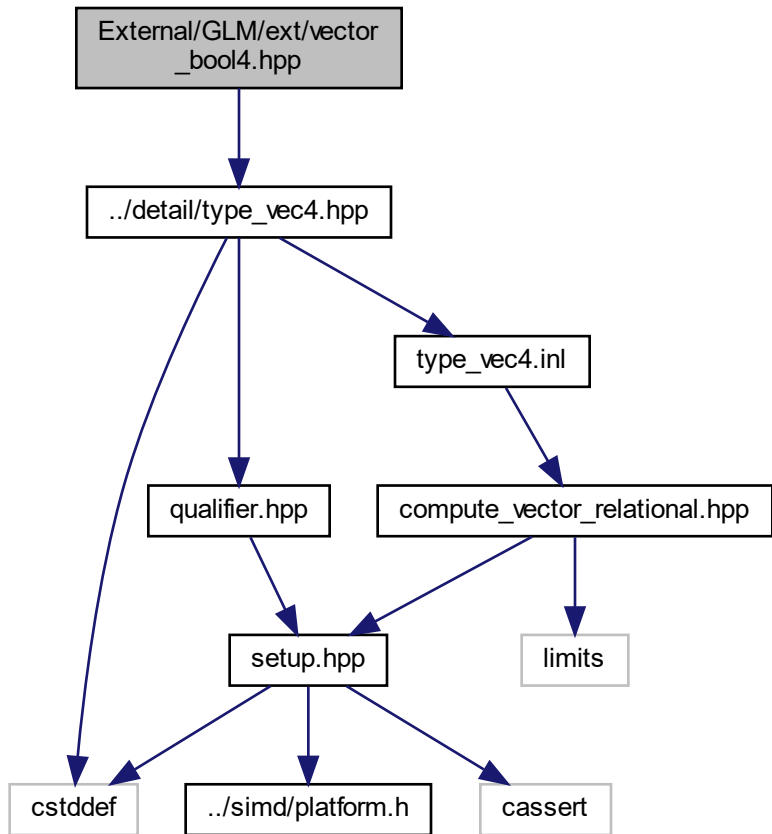 External/GLM/ext/vector
_bool4.hpp
../detail/type_vec4.hpp
type_vec4.inl
qualifier.hpp
compute_vector_relational.hpp
setup.hpp
limits
cstddef
../simd/platform.h
cassert